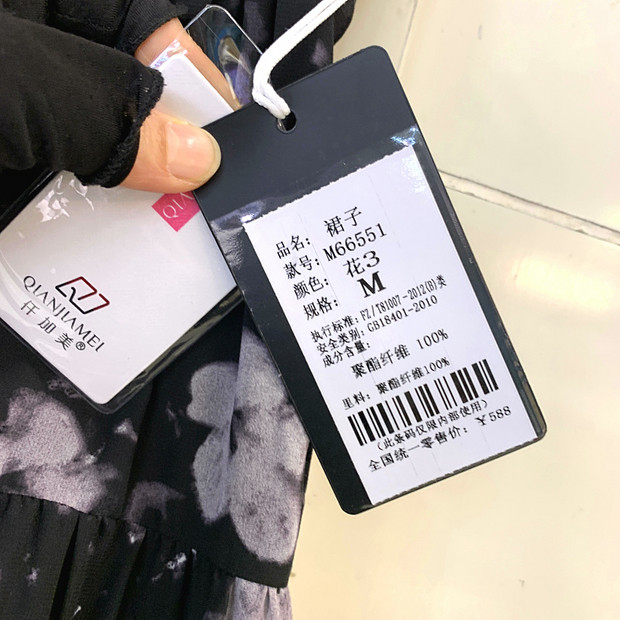 QI
QIANJIAMEI
仟加美®
品名: 裙子
款号: M66551
颜色: 花3
规格: M
执行标准: FZ/T81007-2012(B)类
安全类别: GB18401-2010
成分含量:
聚酯纤维 100%
里料: 聚酯纤维100%
(此条码仅限内部使用)
全国统一零售价: ¥588